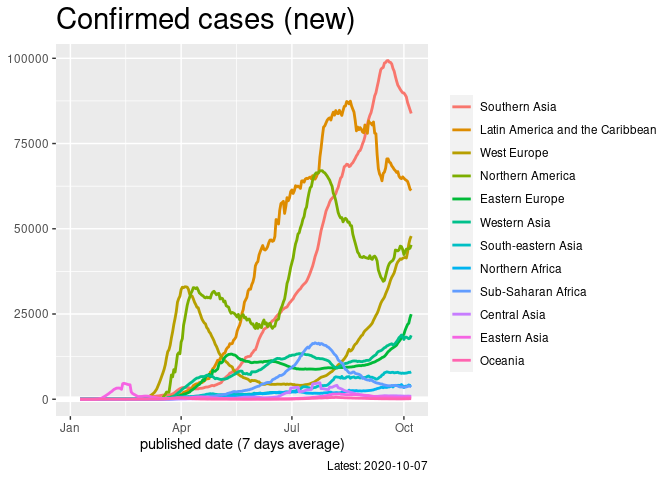 Confirmed cases (new)
100000
75000
50000
25000
0
Jan Apr Jul Oct
published date (7 days average)
Latest: 2020-10-07
Southern Asia
Latin America and the Caribbean
West Europe
Northern America
Eastern Europe
Western Asia
South-eastern Asia
Northern Africa
Sub-Saharan Africa
Central Asia
Eastern Asia
Oceania